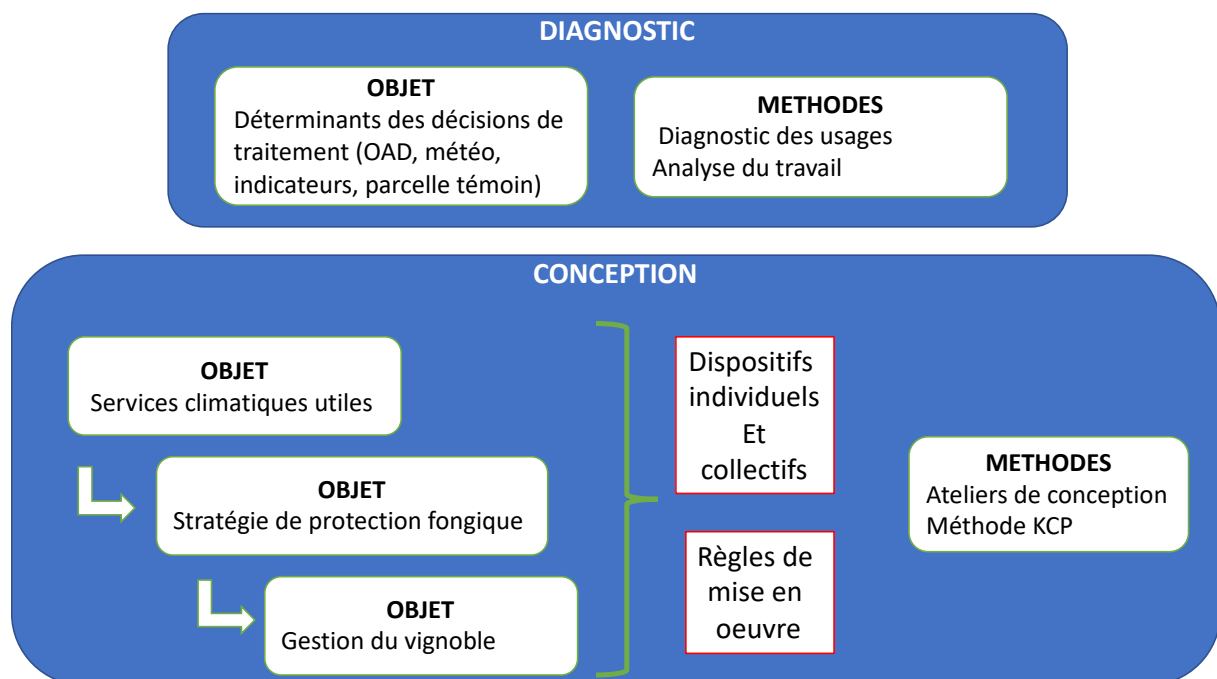 DIAGNOSTIC
OBJET
Déterminants des décisions de
traitement (OAD, météo,
indicateurs, parcelle témoin)
METHODES
Diagnostic des usages
Analyse du travail
CONCEPTION
OBJET
Services climatiques utiles
OBJET
Stratégie de protection fongique
OBJET
Gestion du vignoble
Dispositifs
individuels
Et
collectifs
Règles de
mise en
oeuvre
METHODES
Ateliers de conception
Méthode KCP